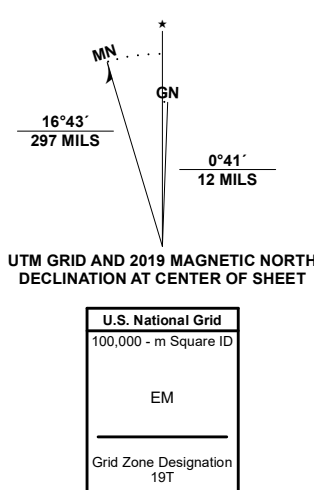 MN
GN
16°43´
297 MILS
0°41´
12 MILS
UTM GRID AND 2019 MAGNETIC NORTH
DECLINATION AT CENTER OF SHEET
U.S. National Grid
100,000 - m Square ID
EM
Grid Zone Designation
19T